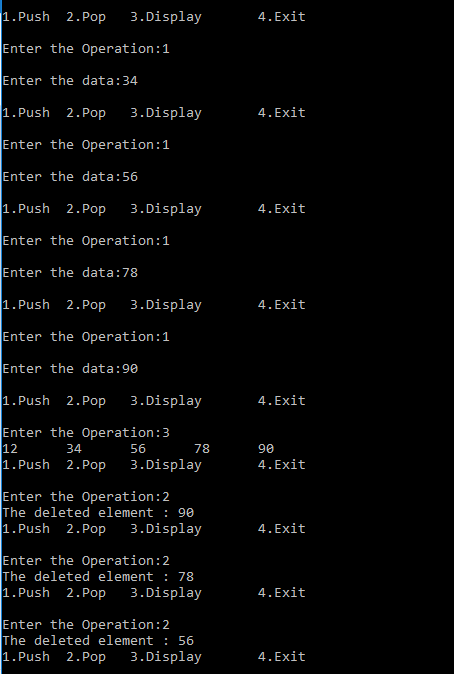 1.Push  2.Pop   3.Display       4.Exit
Enter the Operation:1
Enter the data:34
1.Push  2.Pop   3.Display       4.Exit
Enter the Operation:1
Enter the data:56
1.Push  2.Pop   3.Display       4.Exit
Enter the Operation:1
Enter the data:78
1.Push  2.Pop   3.Display       4.Exit
Enter the Operation:1
Enter the data:90
1.Push  2.Pop   3.Display       4.Exit
Enter the Operation:3
12      34      56      78      90
1.Push  2.Pop   3.Display       4.Exit
Enter the Operation:2
The deleted element : 90
1.Push  2.Pop   3.Display       4.Exit
Enter the Operation:2
The deleted element : 78
1.Push  2.Pop   3.Display       4.Exit
Enter the Operation:2
The deleted element : 56
1.Push  2.Pop   3.Display       4.Exit